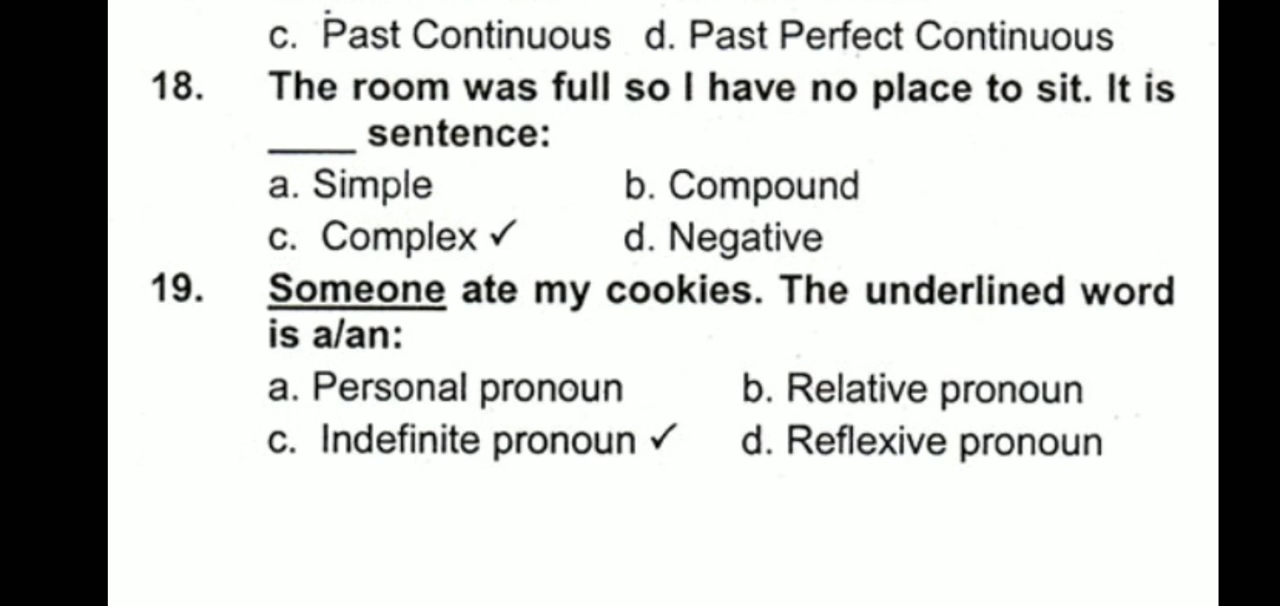 c. Past Continuous d. Past Perfect Continuous
18. The room was full so I have no place to sit. It is
____ sentence:
a. Simple b. Compound
c. Complex ✓ d. Negative
19. Someone ate my cookies. The underlined word
is a/an:
a. Personal pronoun b. Relative pronoun
c. Indefinite pronoun ✓ d. Reflexive pronoun